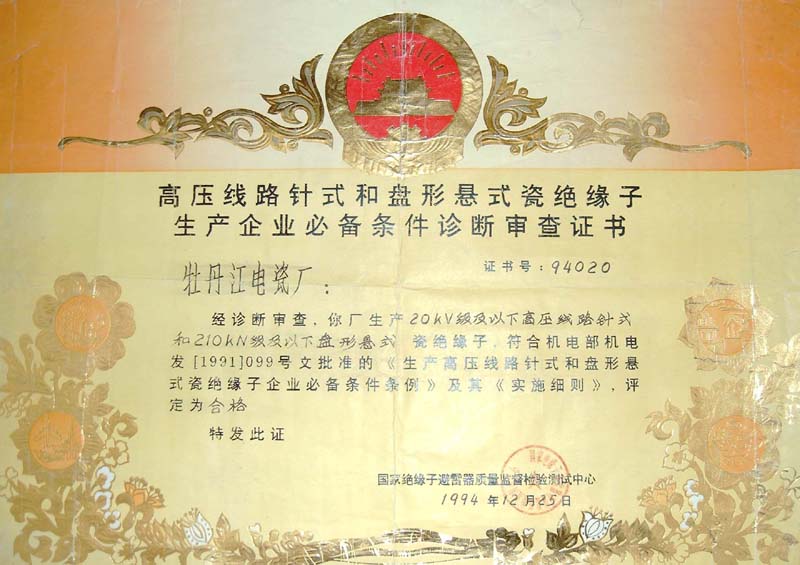 高压线路针式和盘形悬式瓷绝缘子
生产企业必备条件诊断审查证书
牡丹江电瓷厂：
证书号：94020
经诊断审查，你厂生产20kV级及以下高压线路针式
和210kN级及以下盘形悬式 瓷绝缘子，符合机电部机电
发[1991]099号文批准的《生产高压线路针式和盘形悬
式瓷绝缘子企业必备条件条例》及其《实施细则》，评
定为合格
特发此证
国家绝缘子避雷器质量监督检验测试中心
1994年12月25日